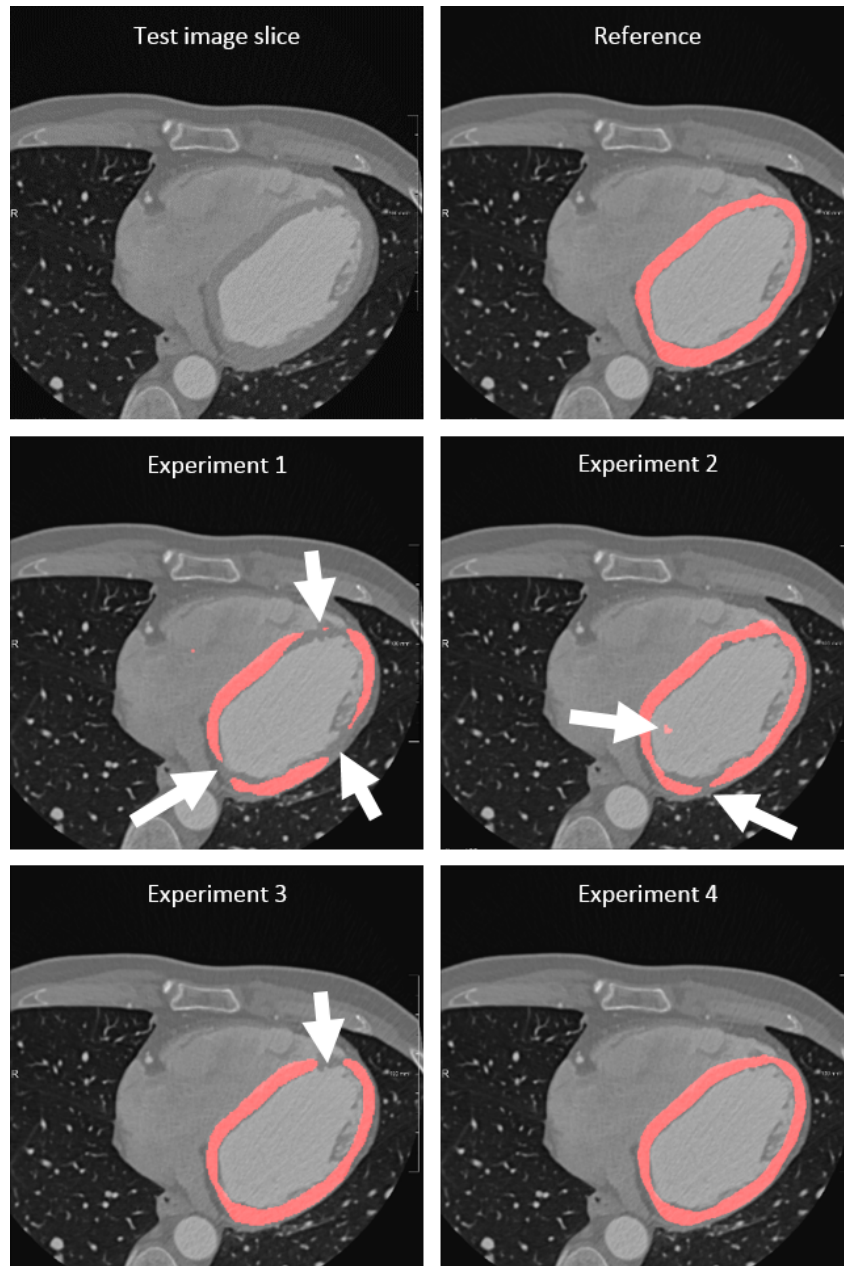 Test image slice
Reference
R
R
Experiment 1
Experiment 2
R
R
Experiment 3
Experiment 4
R
R